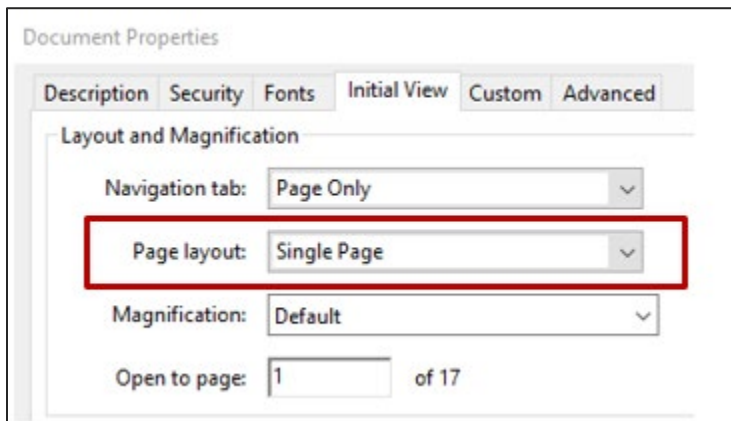 Document Properties
Description Security Fonts Initial View Custom Advanced
Layout and Magnification
Navigation tab: Page Only
Page layout: Single Page
Magnification: Default
Open to page: 1 of 17